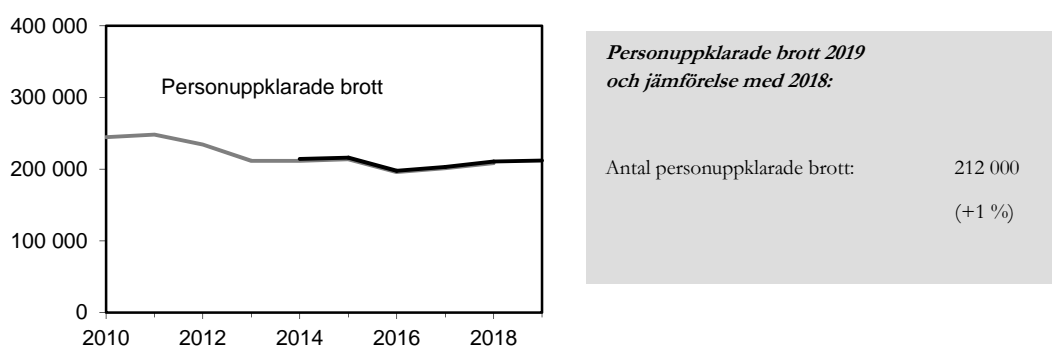 400 000
300 000
200 000
100 000
0
2010 2012 2014 2016 2018
Personuppklarade brott
Personuppklarade brott 2019
och jämförelse med 2018:
Antal personuppklarade brott: 212 000
(+1 %)